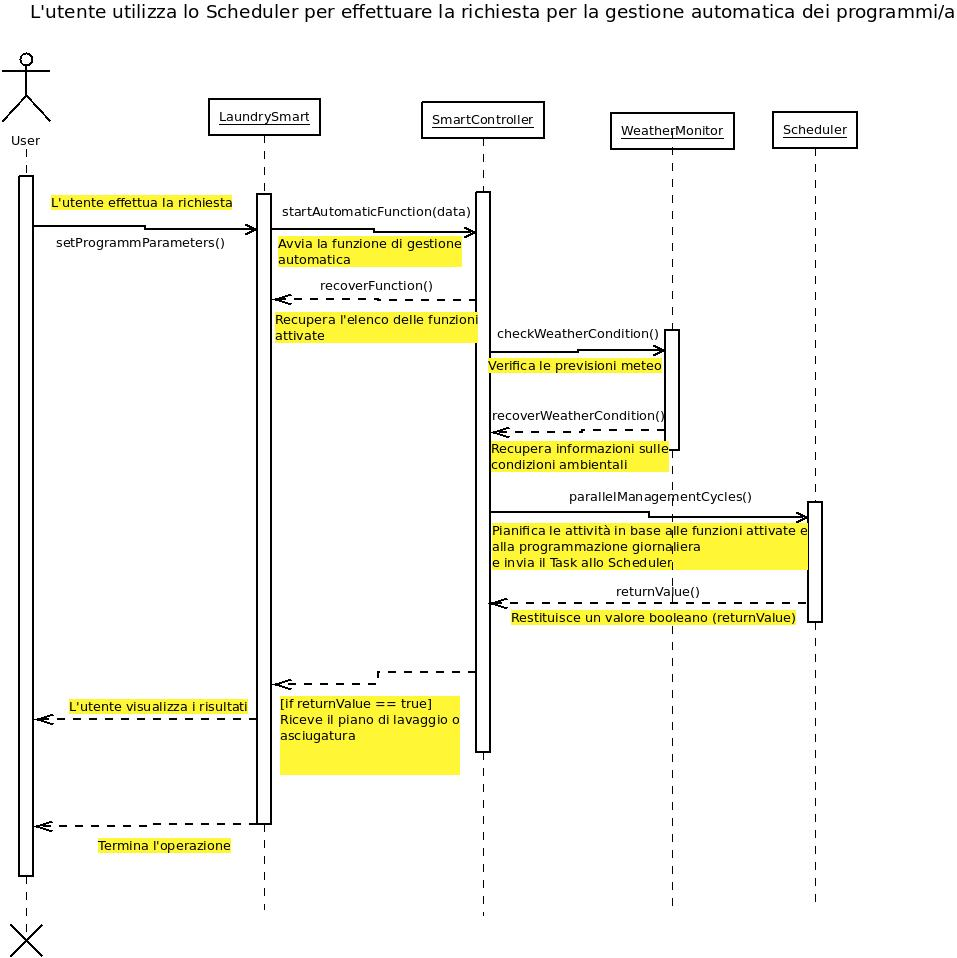 L'utente utilizza lo Scheduler per effettuare la richiesta per la gestione automatica dei programmi/a
User
LaundrySmart
SmartController
WeatherMonitor
Scheduler
L'utente effettua la richiesta
setProgrammParameters()
startAutomaticFunction(data)
Avvia la funzione di gestione
automatica
recoverFunction()
Recupera l'elenco delle funzioni
attivate
checkWeatherCondition()
Verifica le previsioni meteo
recoverWeatherCondition()
Recupera informazioni sulle
condizioni ambientali
parallelManagementCycles()
Pianifica le attività in base alle funzioni attivate e
alla programmazione giornaliera
e invia il Task allo Scheduler
returnValue()
Restituisce un valore booleano (returnValue)
[if returnValue == true]
Riceve il piano di lavaggio o
asciugatura
L'utente visualizza i risultati
Termina l'operazione